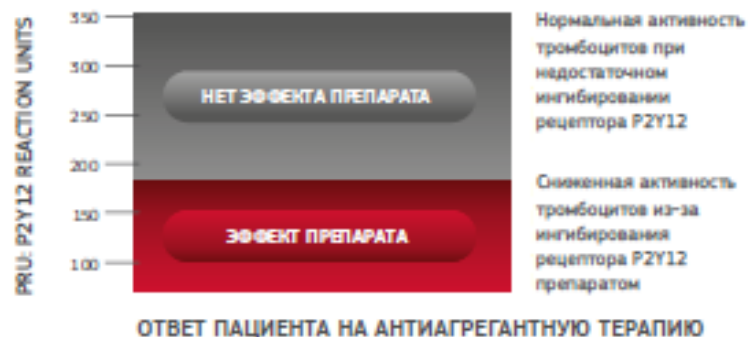 PRU: P2Y12 REACTION UNITS
350
300
250
200
150
100
НЕТ ЭФФЕКТА ПРЕПАРАТА
ЭФФЕКТ ПРЕПАРАТА
Нормальная активность
тромбоцитов при
недостаточном
ингибировании
рецептора P2Y12
Сниженная активность
тромбоцитов из-за
ингибирования
рецептора P2Y12
препаратом
ОТВЕТ ПАЦИЕНТА НА АНТИАГРЕГАНТНУЮ ТЕРАПИЮ